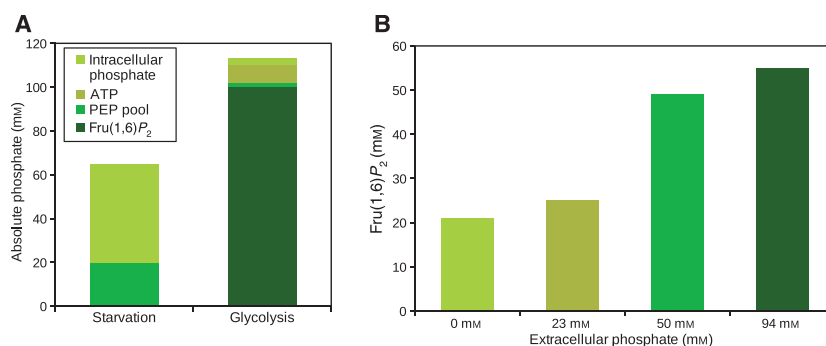 A
Absolute phosphate (mM)
120
100
80
60
40
20
0
Intracellular
phosphate
ATP
PEP pool
Fru(1,6)P2
Starvation
Glycolysis
B
Fru(1,6)P2 (mM)
60
50
40
30
20
10
0
0 mM
23 mM
50 mM
94 mM
Extracellular phosphate (mM)